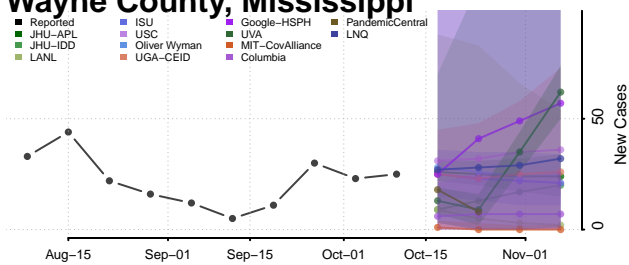 Wayne County, Mississippi
Reported ISU Google−HSPH PandemicCentral
JHU−APL USC UVA LNQ
JHU−IDD Oliver Wyman MIT−CovAlliance
LANL UGA−CEID Columbia
50
0
New Cases
Aug−15 Sep−01 Sep−15 Oct−01 Oct−15 Nov−01